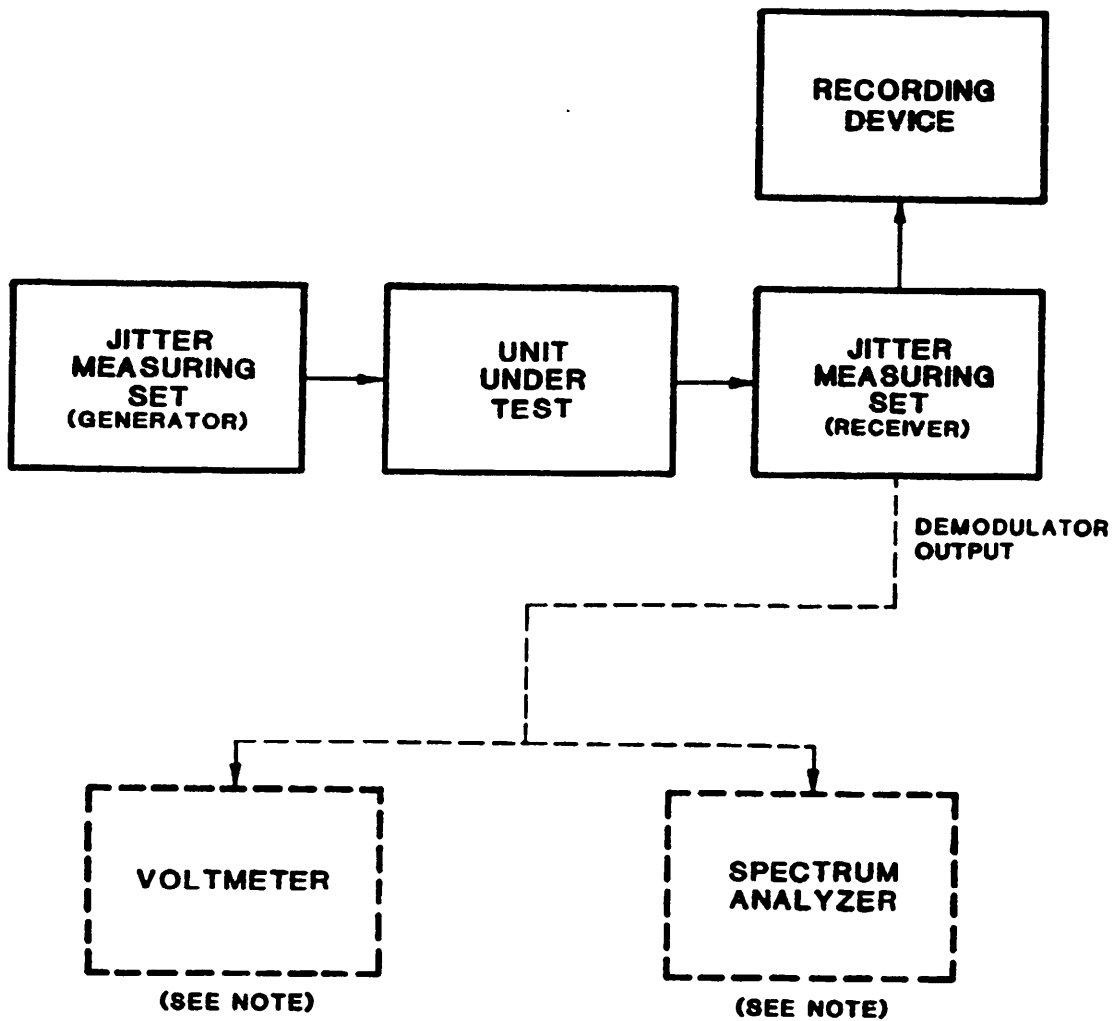 RECORDING
DEVICE
JITTER
MEASURING
SET
(GENERATOR)
UNIT
UNDER
TEST
JITTER
MEASURING
SET
(RECEIVER)
DEMODULATOR
OUTPUT
VOLTMETER
(SEE NOTE)
SPECTRUM
ANALYZER
(SEE NOTE)